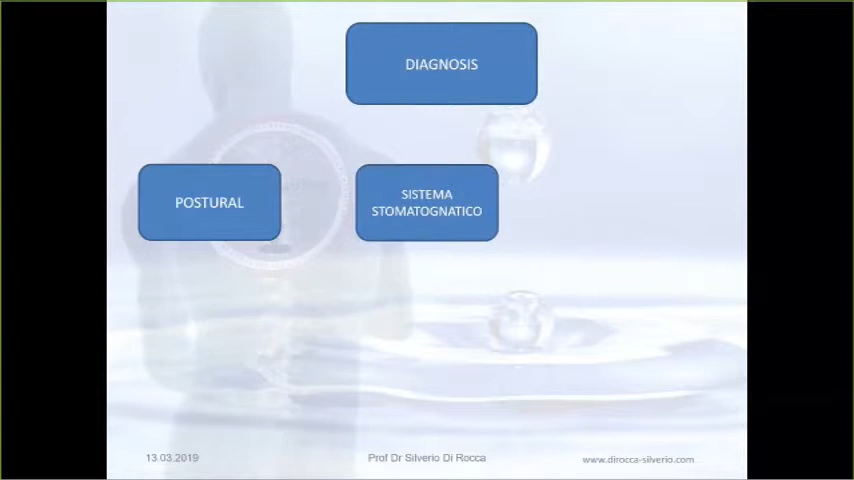 DIAGNOSIS
POSTURAL
SISTEMA
STOMATOGNATICO
13.03.2019
Prof Dr Silverio Di Rocca
www.dirocca-silverio.com